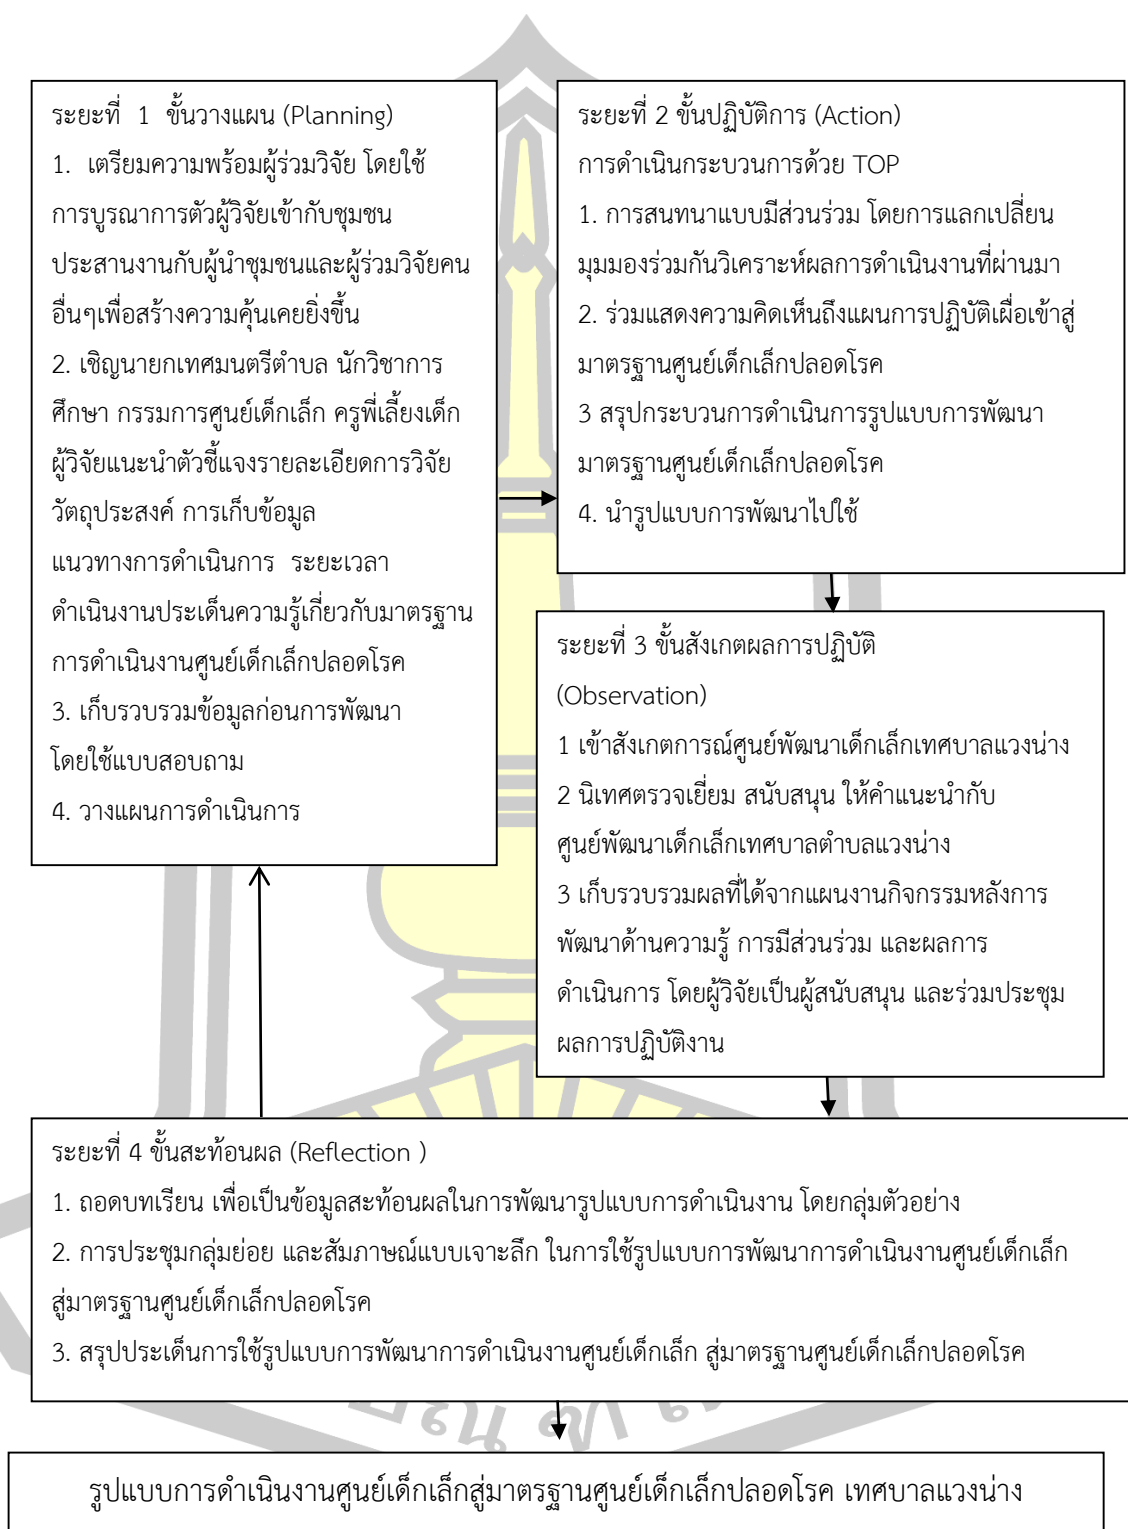 ระยะที่  1  ขั้นวางแผน (Planning)
1.  เตรียมความพร้อมผู้ร่วมวิจัย โดยใช้
การบูรณาการตัวผู้วิจัยเข้ากับชุมชน
ประสานงานกับผู้นำชุมชนและผู้ร่วมวิจัยคน
อื่นๆเพื่อสร้างความคุ้นเคยยิ่งขึ้น
2. เชิญนายกเทศมนตรีตำบล นักวิชาการ
ศึกษา กรรมการศูนย์เด็กเล็ก ครูพี่เลี้ยงเด็ก
ผู้วิจัยแนะนำตัวชี้แจงรายละเอียดการวิจัย
วัตถุประสงค์ การเก็บข้อมูล
แนวทางการดำเนินการ  ระยะเวลา
ดำเนินงานประเด็นความรู้เกี่ยวกับมาตรฐาน
การดำเนินงานศูนย์เด็กเล็กปลอดโรค
3. เก็บรวบรวมข้อมูลก่อนการพัฒนา
โดยใช้แบบสอบถาม
4. วางแผนการดำเนินการ
ระยะที่ 2 ขั้นปฏิบัติการ (Action)
การดำเนินกระบวนการด้วย TOP
1. การสนทนาแบบมีส่วนร่วม โดยการแลกเปลี่ยน
มุมมองร่วมกันวิเคราะห์ผลการดำเนินงานที่ผ่านมา
2. ร่วมแสดงความคิดเห็นถึงแผนการปฏิบัติเผื่อเข้าสู่
มาตรฐานศูนย์เด็กเล็กปลอดโรค
3 สรุปกระบวนการดำเนินการรูปแบบการพัฒนา
มาตรฐานศูนย์เด็กเล็กปลอดโรค
4. นำรูปแบบการพัฒนาไปใช้
ระยะที่ 3 ขั้นสังเกตผลการปฏิบัติ
(Observation)
1 เข้าสังเกตการณ์ศูนย์พัฒนาเด็กเล็กเทศบาลแวงน่าง
2 นิเทศตรวจเยี่ยม สนับสนุน ให้คำแนะนำกับ
ศูนย์พัฒนาเด็กเล็กเทศบาลตำบลแวงน่าง
3 เก็บรวบรวมผลที่ได้จากแผนงานกิจกรรมหลังการ
พัฒนาด้านความรู้ การมีส่วนร่วม และผลการ
ดำเนินการ โดยผู้วิจัยเป็นผู้สนับสนุน และร่วมประชุม
ผลการปฏิบัติงาน
ระยะที่ 4 ขั้นสะท้อนผล (Reflection )
1. ถอดบทเรียน เพื่อเป็นข้อมูลสะท้อนผลในการพัฒนารูปแบบการดำเนินงาน โดยกลุ่มตัวอย่าง
2. การประชุมกลุ่มย่อย และสัมภาษณ์แบบเจาะลึก ในการใช้รูปแบบการพัฒนาการดำเนินงานศูนย์เด็กเล็ก
สู่มาตรฐานศูนย์เด็กเล็กปลอดโรค
3. สรุปประเด็นการใช้รูปแบบการพัฒนาการดำเนินงานศูนย์เด็กเล็ก สู่มาตรฐานศูนย์เด็กเล็กปลอดโรค
รูปแบบการดำเนินงานศูนย์เด็กเล็กสู่มาตรฐานศูนย์เด็กเล็กปลอดโรค เทศบาลแวงน่าง